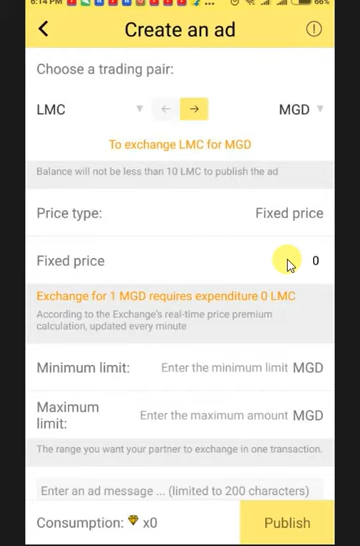 6:14 PM
66%
Create an ad
Choose a trading pair:
LMC
MGD
To exchange LMC for MGD
Balance will not be less than 10 LMC to publish the ad
Price type:
Fixed price
Fixed price
0
Exchange for 1 MGD requires expenditure 0 LMC
According to the Exchange's real-time price premium
calculation, updated every minute
Minimum limit:
Enter the minimum limit MGD
Maximum
limit:
Enter the maximum amount MGD
The range you want your partner to exchange in one transaction.
Enter an ad message ... (limited to 200 characters)
Consumption: x0
Publish